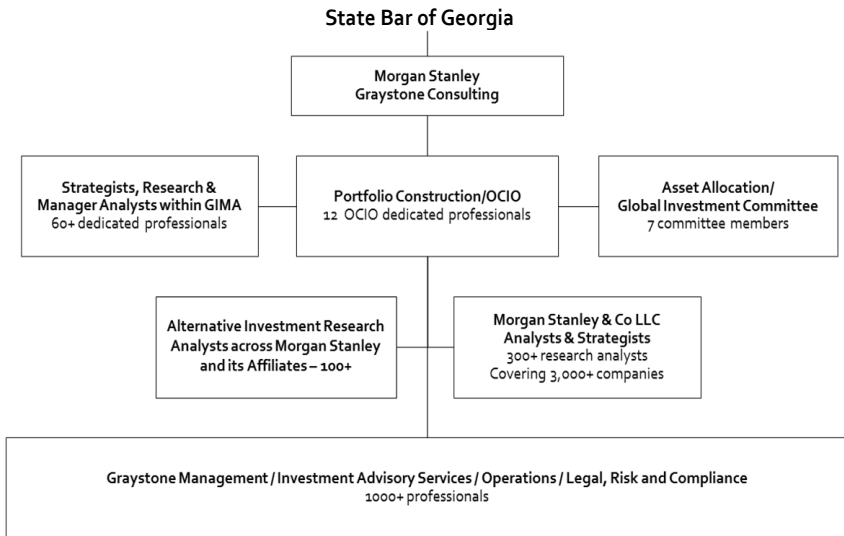 State Bar of Georgia
Morgan Stanley
Graystone Consulting
Strategists, Research &
Manager Analysts within GIMA
60+ dedicated professionals
Portfolio Construction/OCIO
12 OCIO dedicated professionals
Asset Allocation/
Global Investment Committee
7 committee members
Alternative Investment Research
Analysts across Morgan Stanley
and its Affiliates – 100+
Morgan Stanley & Co LLC
Analysts & Strategists
300+ research analysts
Covering 3,000+ companies
Graystone Management / Investment Advisory Services / Operations / Legal, Risk and Compliance
1000+ professionals